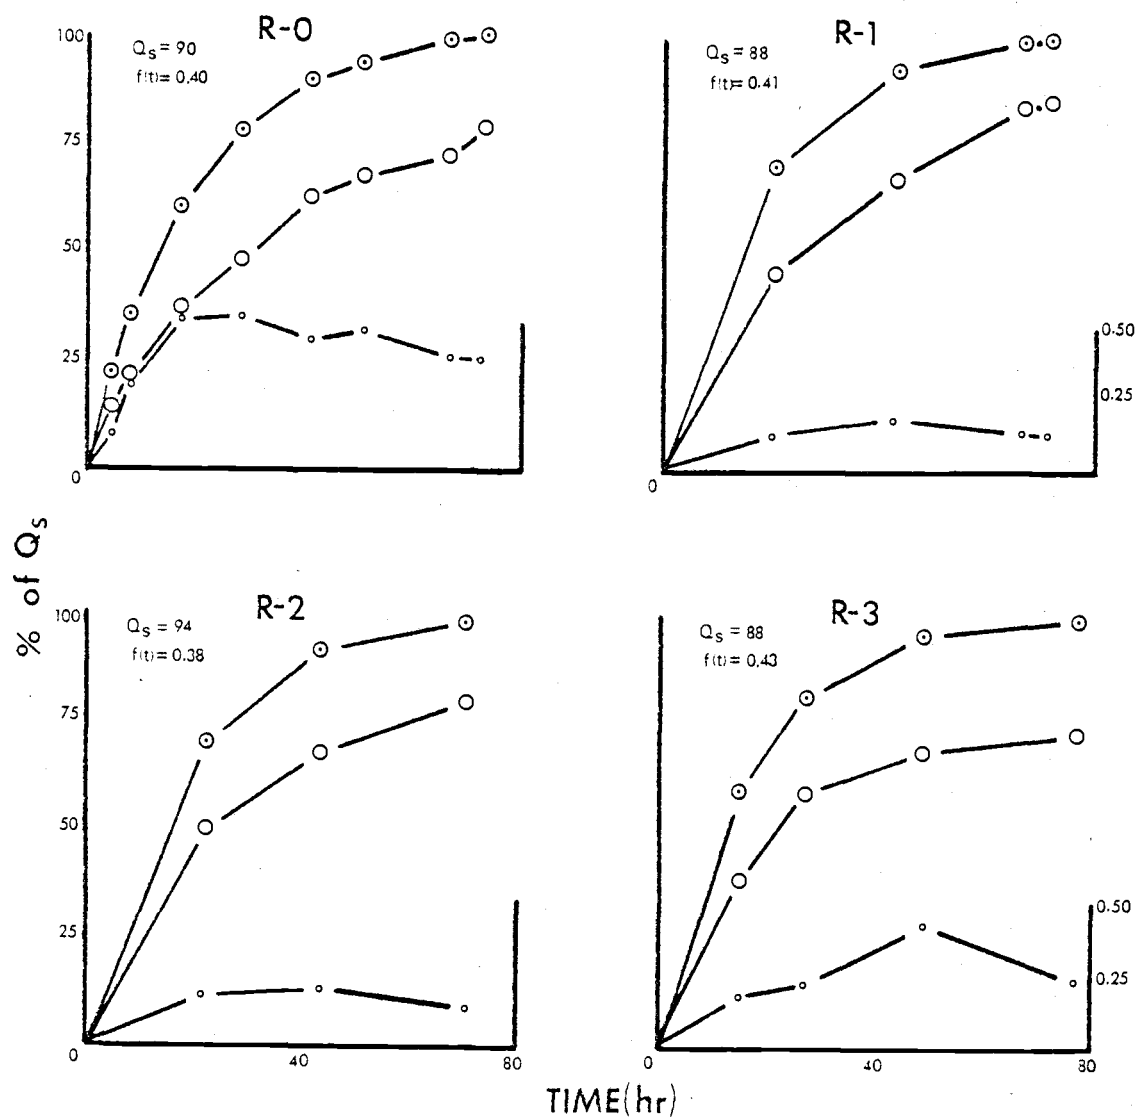 R-0
Qs = 90
f(t)= 0.40
100
75
50
25
0
R-1
Qs = 88
f(t)= 0.41
0.50
0.25
0
% of Qs
R-2
Qs = 94
f(t)= 0.38
100
75
50
25
0
40
80
R-3
Qs = 88
f(t)= 0.43
0.50
0.25
0
40
80
TIME(hr)